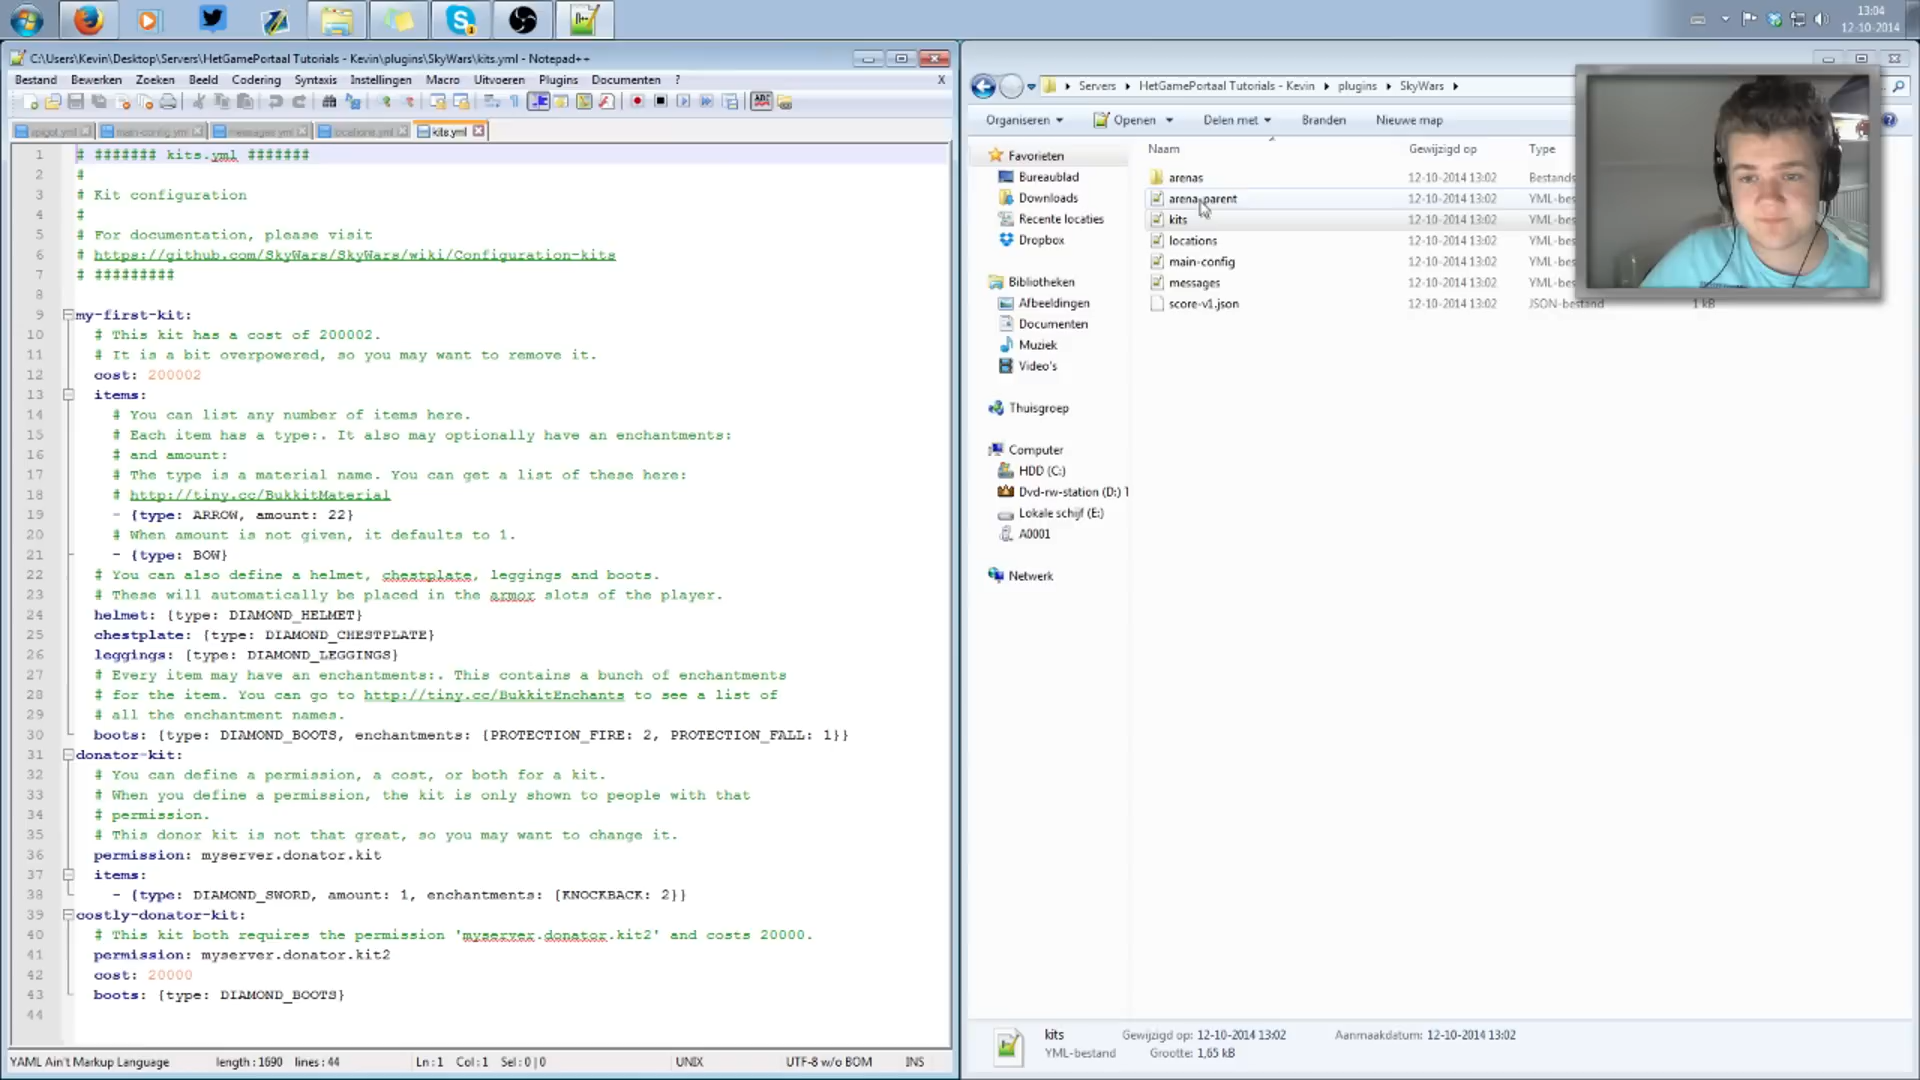 13:04
12-10-2014
C:\Users\Kevin\Desktop\Servers\HetGamePortaal Tutorials - Kevin\plugins\SkyWars\kits.yml - Notepad++
Bestand Bewerken Zoeken Beeld Codering Syntaxis Instellingen Macro Uitvoeren Plugins Documenten ? X
spigot.yml main-config.yml messages.yml locations.yml kits.yml
1 # ####### kits.yml #######
2 #
3 # Kit configuration
4 #
5 # For documentation, please visit
6 # https://github.com/SkyWars/SkyWars/wiki/Configuration-kits
7 # #########
8
9 my-first-kit:
10 # This kit has a cost of 200002.
11 # It is a bit overpowered, so you may want to remove it.
12 cost: 200002
13 items:
14 # You can list any number of items here.
15 # Each item has a type:. It also may optionally have an enchantments:
16 # and amount:
17 # The type is a material name. You can get a list of these here:
18 # http://tiny.cc/BukkitMaterial
19 - {type: ARROW, amount: 22}
20 # When amount is not given, it defaults to 1.
21 - {type: BOW}
22 # You can also define a helmet, chestplate, leggings and boots.
23 # These will automatically be placed in the armor slots of the player.
24 helmet: {type: DIAMOND_HELMET}
25 chestplate: {type: DIAMOND_CHESTPLATE}
26 leggings: {type: DIAMOND_LEGGINGS}
27 # Every item may have an enchantments:. This contains a bunch of enchantments
28 # for the item. You can go to http://tiny.cc/BukkitEnchants to see a list of
29 # all the enchantment names.
30 boots: {type: DIAMOND_BOOTS, enchantments: {PROTECTION_FIRE: 2, PROTECTION_FALL: 1}}
31 donator-kit:
32 # You can define a permission, a cost, or both for a kit.
33 # When you define a permission, the kit is only shown to people with that
34 # permission.
35 # This donor kit is not that great, so you may want to change it.
36 permission: myserver.donator.kit
37 items:
38 - {type: DIAMOND_SWORD, amount: 1, enchantments: {KNOCKBACK: 2}}
39 costly-donator-kit:
40 # This kit both requires the permission 'myserver.donator.kit2' and costs 20000.
41 permission: myserver.donator.kit2
42 cost: 20000
43 boots: {type: DIAMOND_BOOTS}
44
YAML Ain't Markup Language length : 1690 lines : 44 Ln : 1 Col : 1 Sel : 0 | 0 UNIX UTF-8 w/o BOM INS
Servers HetGamePortaal Tutorials - Kevin plugins SkyWars
Organiseren Openen Delen met Branden Nieuwe map
Favorieten
Bureaublad
Downloads
Recente locaties
Dropbox
Bibliotheken
Afbeeldingen
Documenten
Muziek
Video's
Thuisgroep
Computer
HDD (C:)
Dvd-rw-station (D:) 1
Lokale schijf (E:)
A0001
Netwerk
Naam Gewijzigd op Type
arenas 12-10-2014 13:02 Bestands
arena-parent 12-10-2014 13:02 YML-bes
kits 12-10-2014 13:02 YML-bes
locations 12-10-2014 13:02 YML-bes
main-config 12-10-2014 13:02 YML-bes
messages 12-10-2014 13:02 YML-bes
score-v1.json 12-10-2014 13:02 JSON-bestand 1 kB
kits Gewijzigd op: 12-10-2014 13:02 Aanmaakdatum: 12-10-2014 13:02
YML-bestand Grootte: 1,65 kB